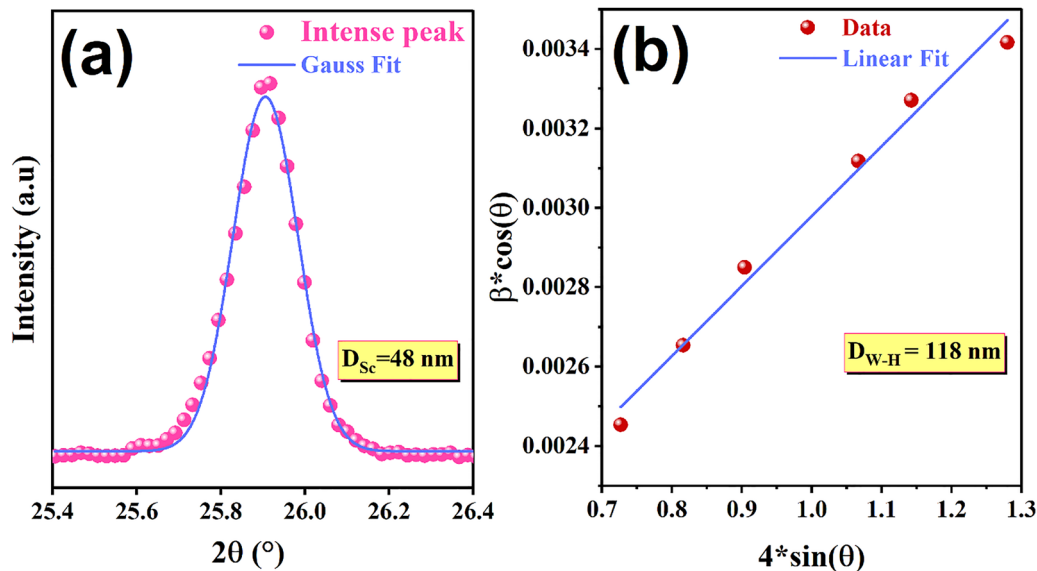 (a)
Intense peak
Gauss Fit
D_Sc=48 nm
Intensity (a.u)
25.4 25.6 25.8 26.0 26.2 26.4
2θ (°)
(b)
Data
Linear Fit
D_W-H = 118 nm
β*cos(θ)
0.0034
0.0032
0.0030
0.0028
0.0026
0.0024
0.7 0.8 0.9 1.0 1.1 1.2 1.3
4*sin(θ)